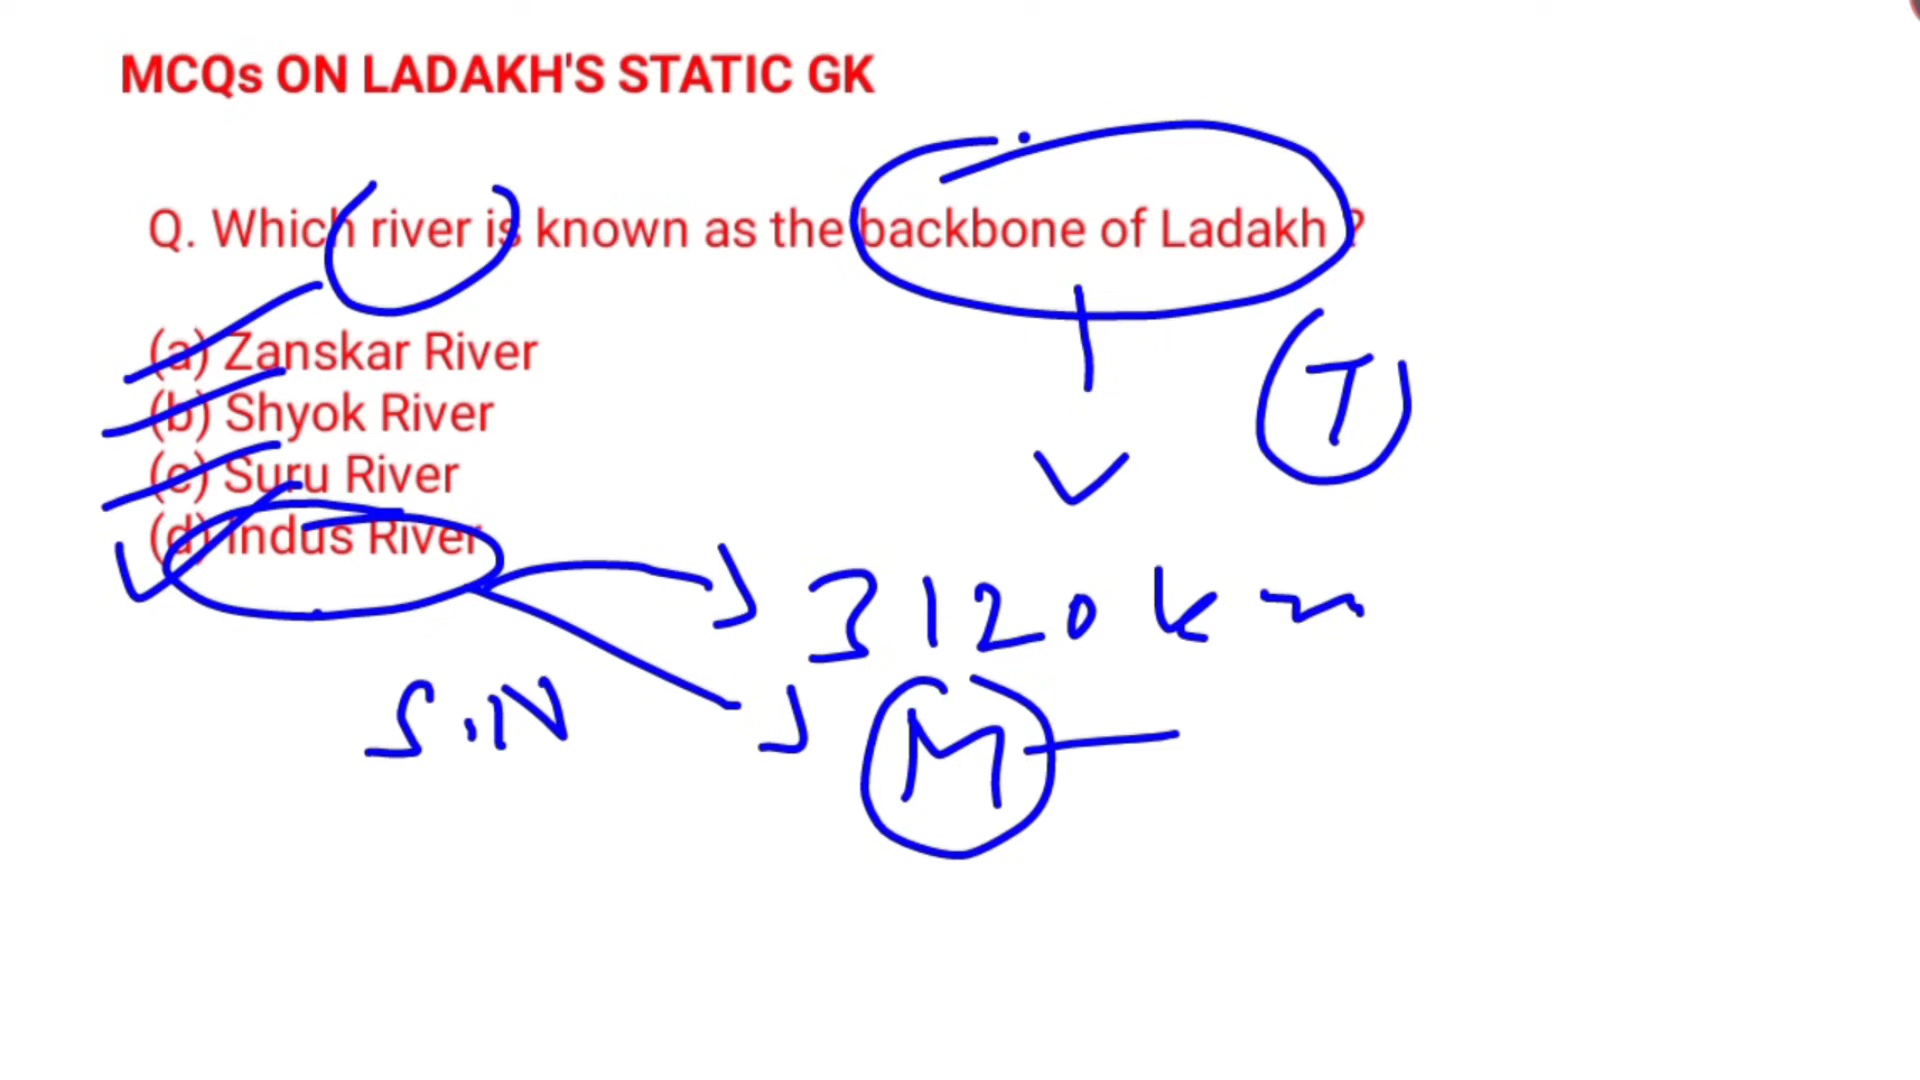 MCQs ON LADAKH'S STATIC GK
Q. Which river is known as the backbone of Ladakh ?
(a) Zanskar River
(b) Shyok River
(c) Suru River
(d) Indus River
T
3120 km
M